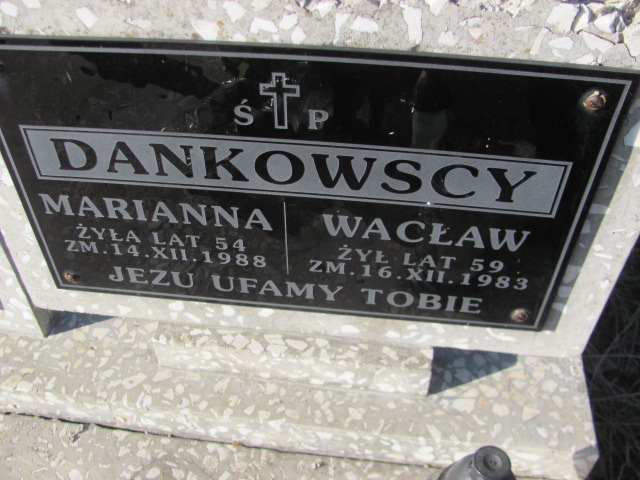 Ś P
DANKOWSCY
MARIANNA
ŻYŁA LAT 54
ZM. 14. XII. 1988
WACŁAW
ŻYŁ LAT 59
ZM. 16. XII. 1983
JEZU UFAMY TOBIE